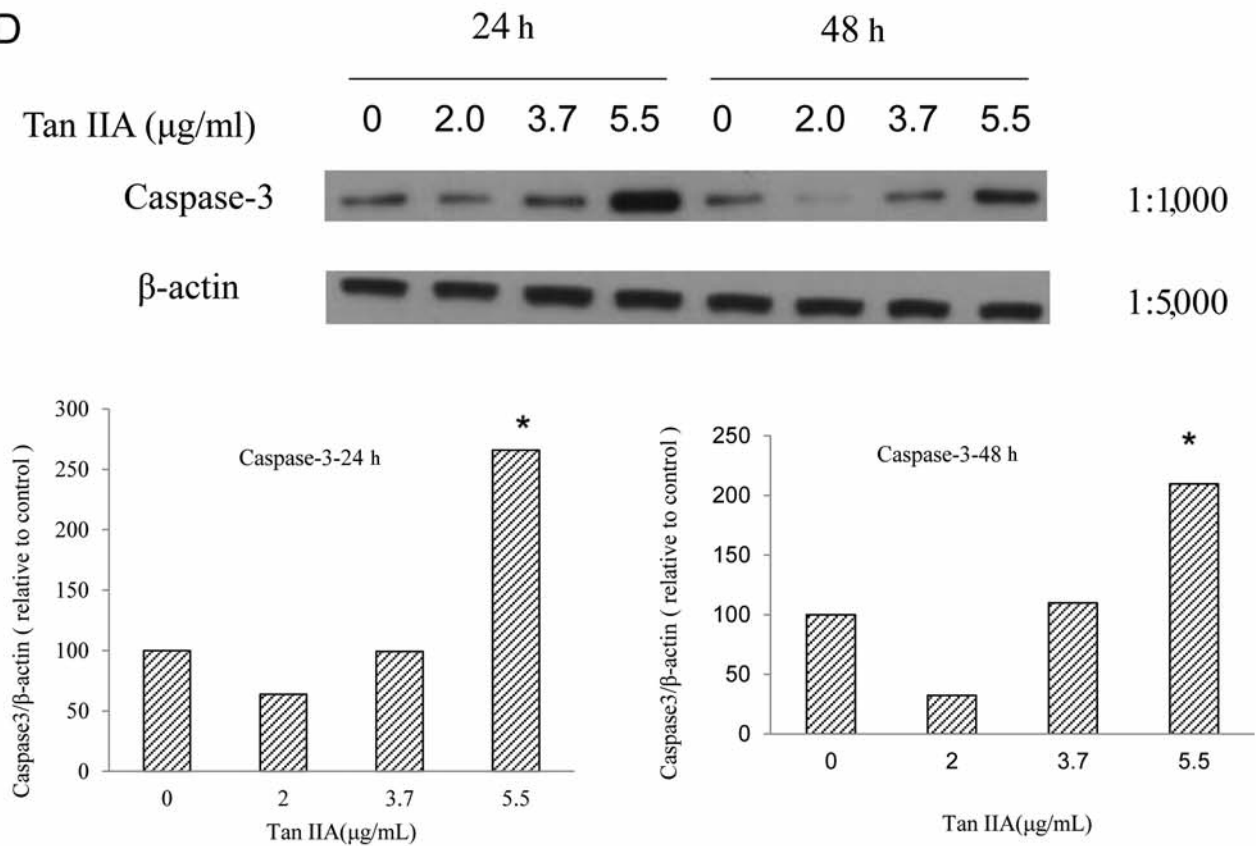 D
24 h 48 h
Tan IIA (μg/ml) 0 2.0 3.7 5.5 0 2.0 3.7 5.5
Caspase-3 1:1,000
β-actin 1:5,000
Caspase3/β-actin ( relative to control )
300
250
200
150
100
50
0
Caspase-3-24 h
*
0 2 3.7 5.5
Tan IIA(μg/mL)
Caspase3/β-actin ( relative to control )
250
200
150
100
50
0
Caspase-3-48 h
*
0 2 3.7 5.5
Tan IIA(μg/mL)